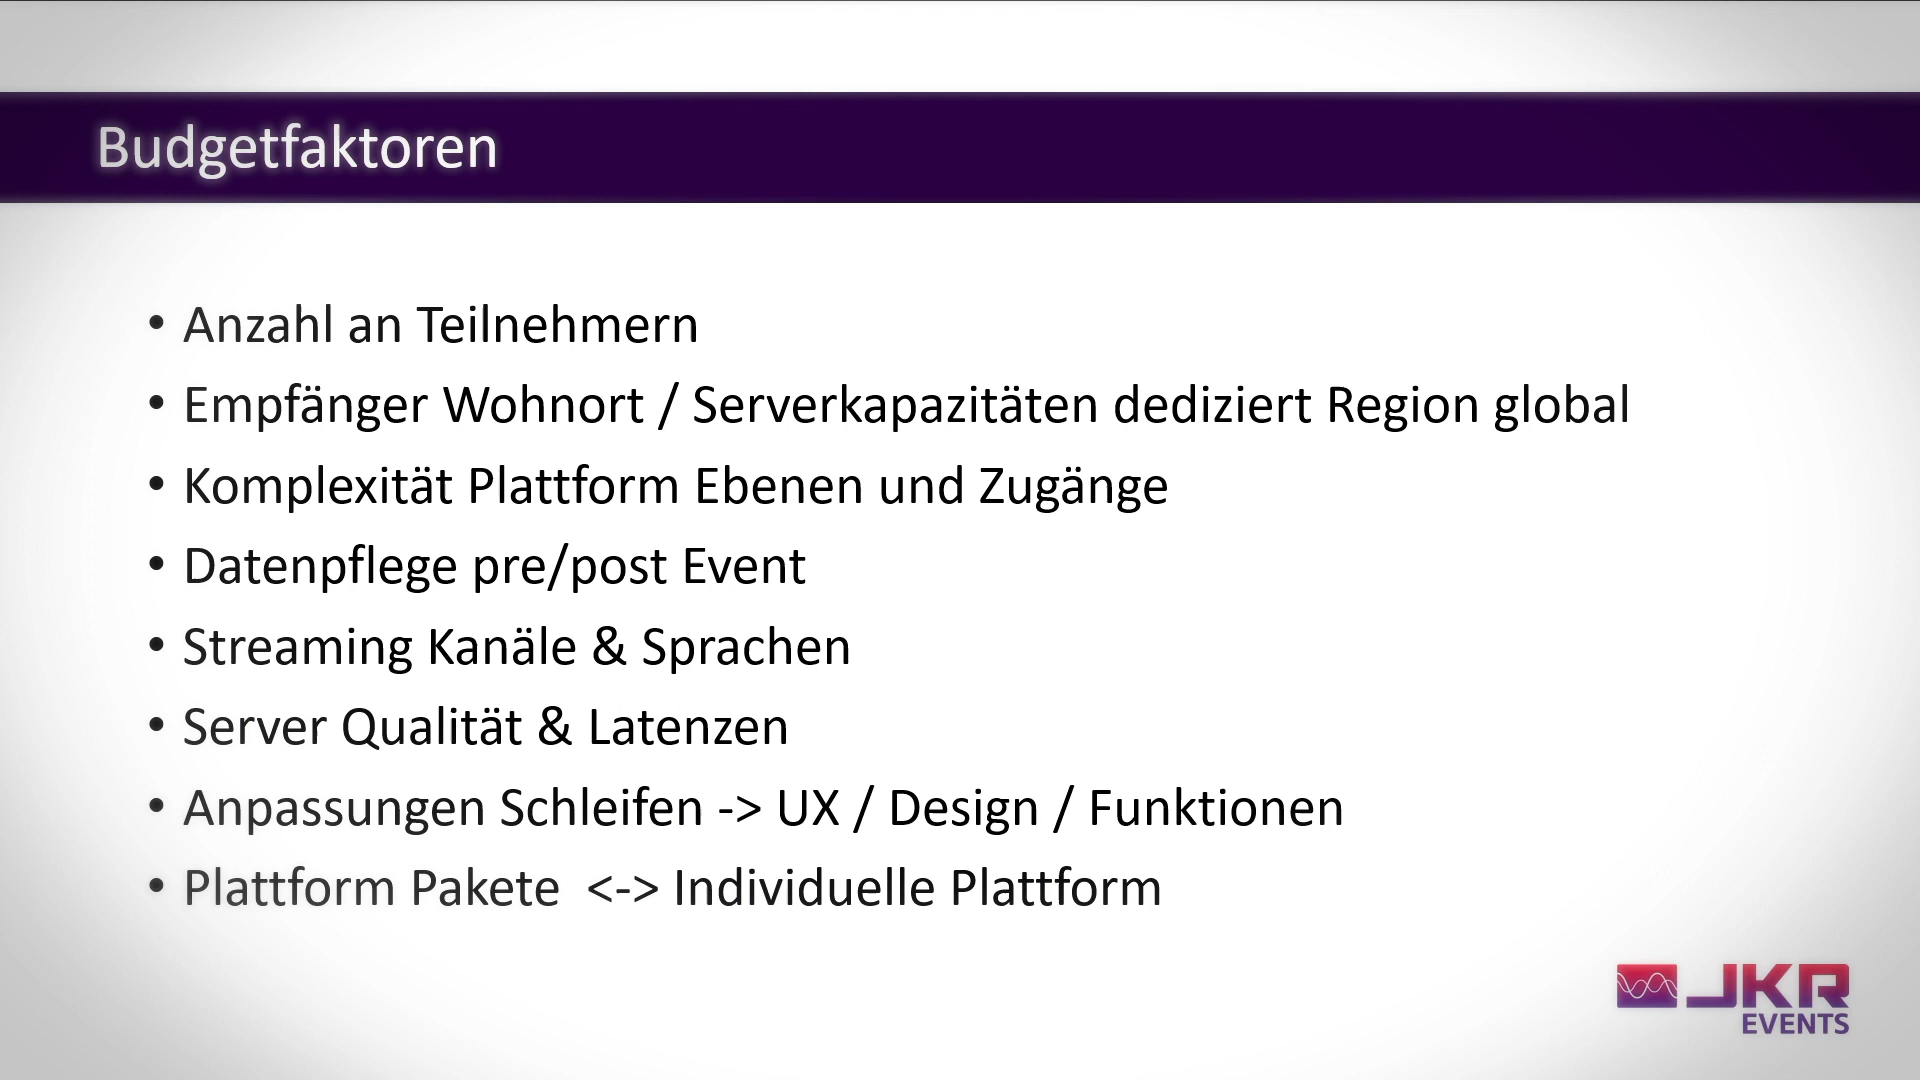 Budgetfaktoren
• Anzahl an Teilnehmern
• Empfänger Wohnort / Serverkapazitäten dediziert Region global
• Komplexität Plattform Ebenen und Zugänge
• Datenpflege pre/post Event
• Streaming Kanäle & Sprachen
• Server Qualität & Latenzen
• Anpassungen Schleifen -> UX / Design / Funktionen
• Plattform Pakete  <-> Individuelle Plattform
JKR
EVENTS